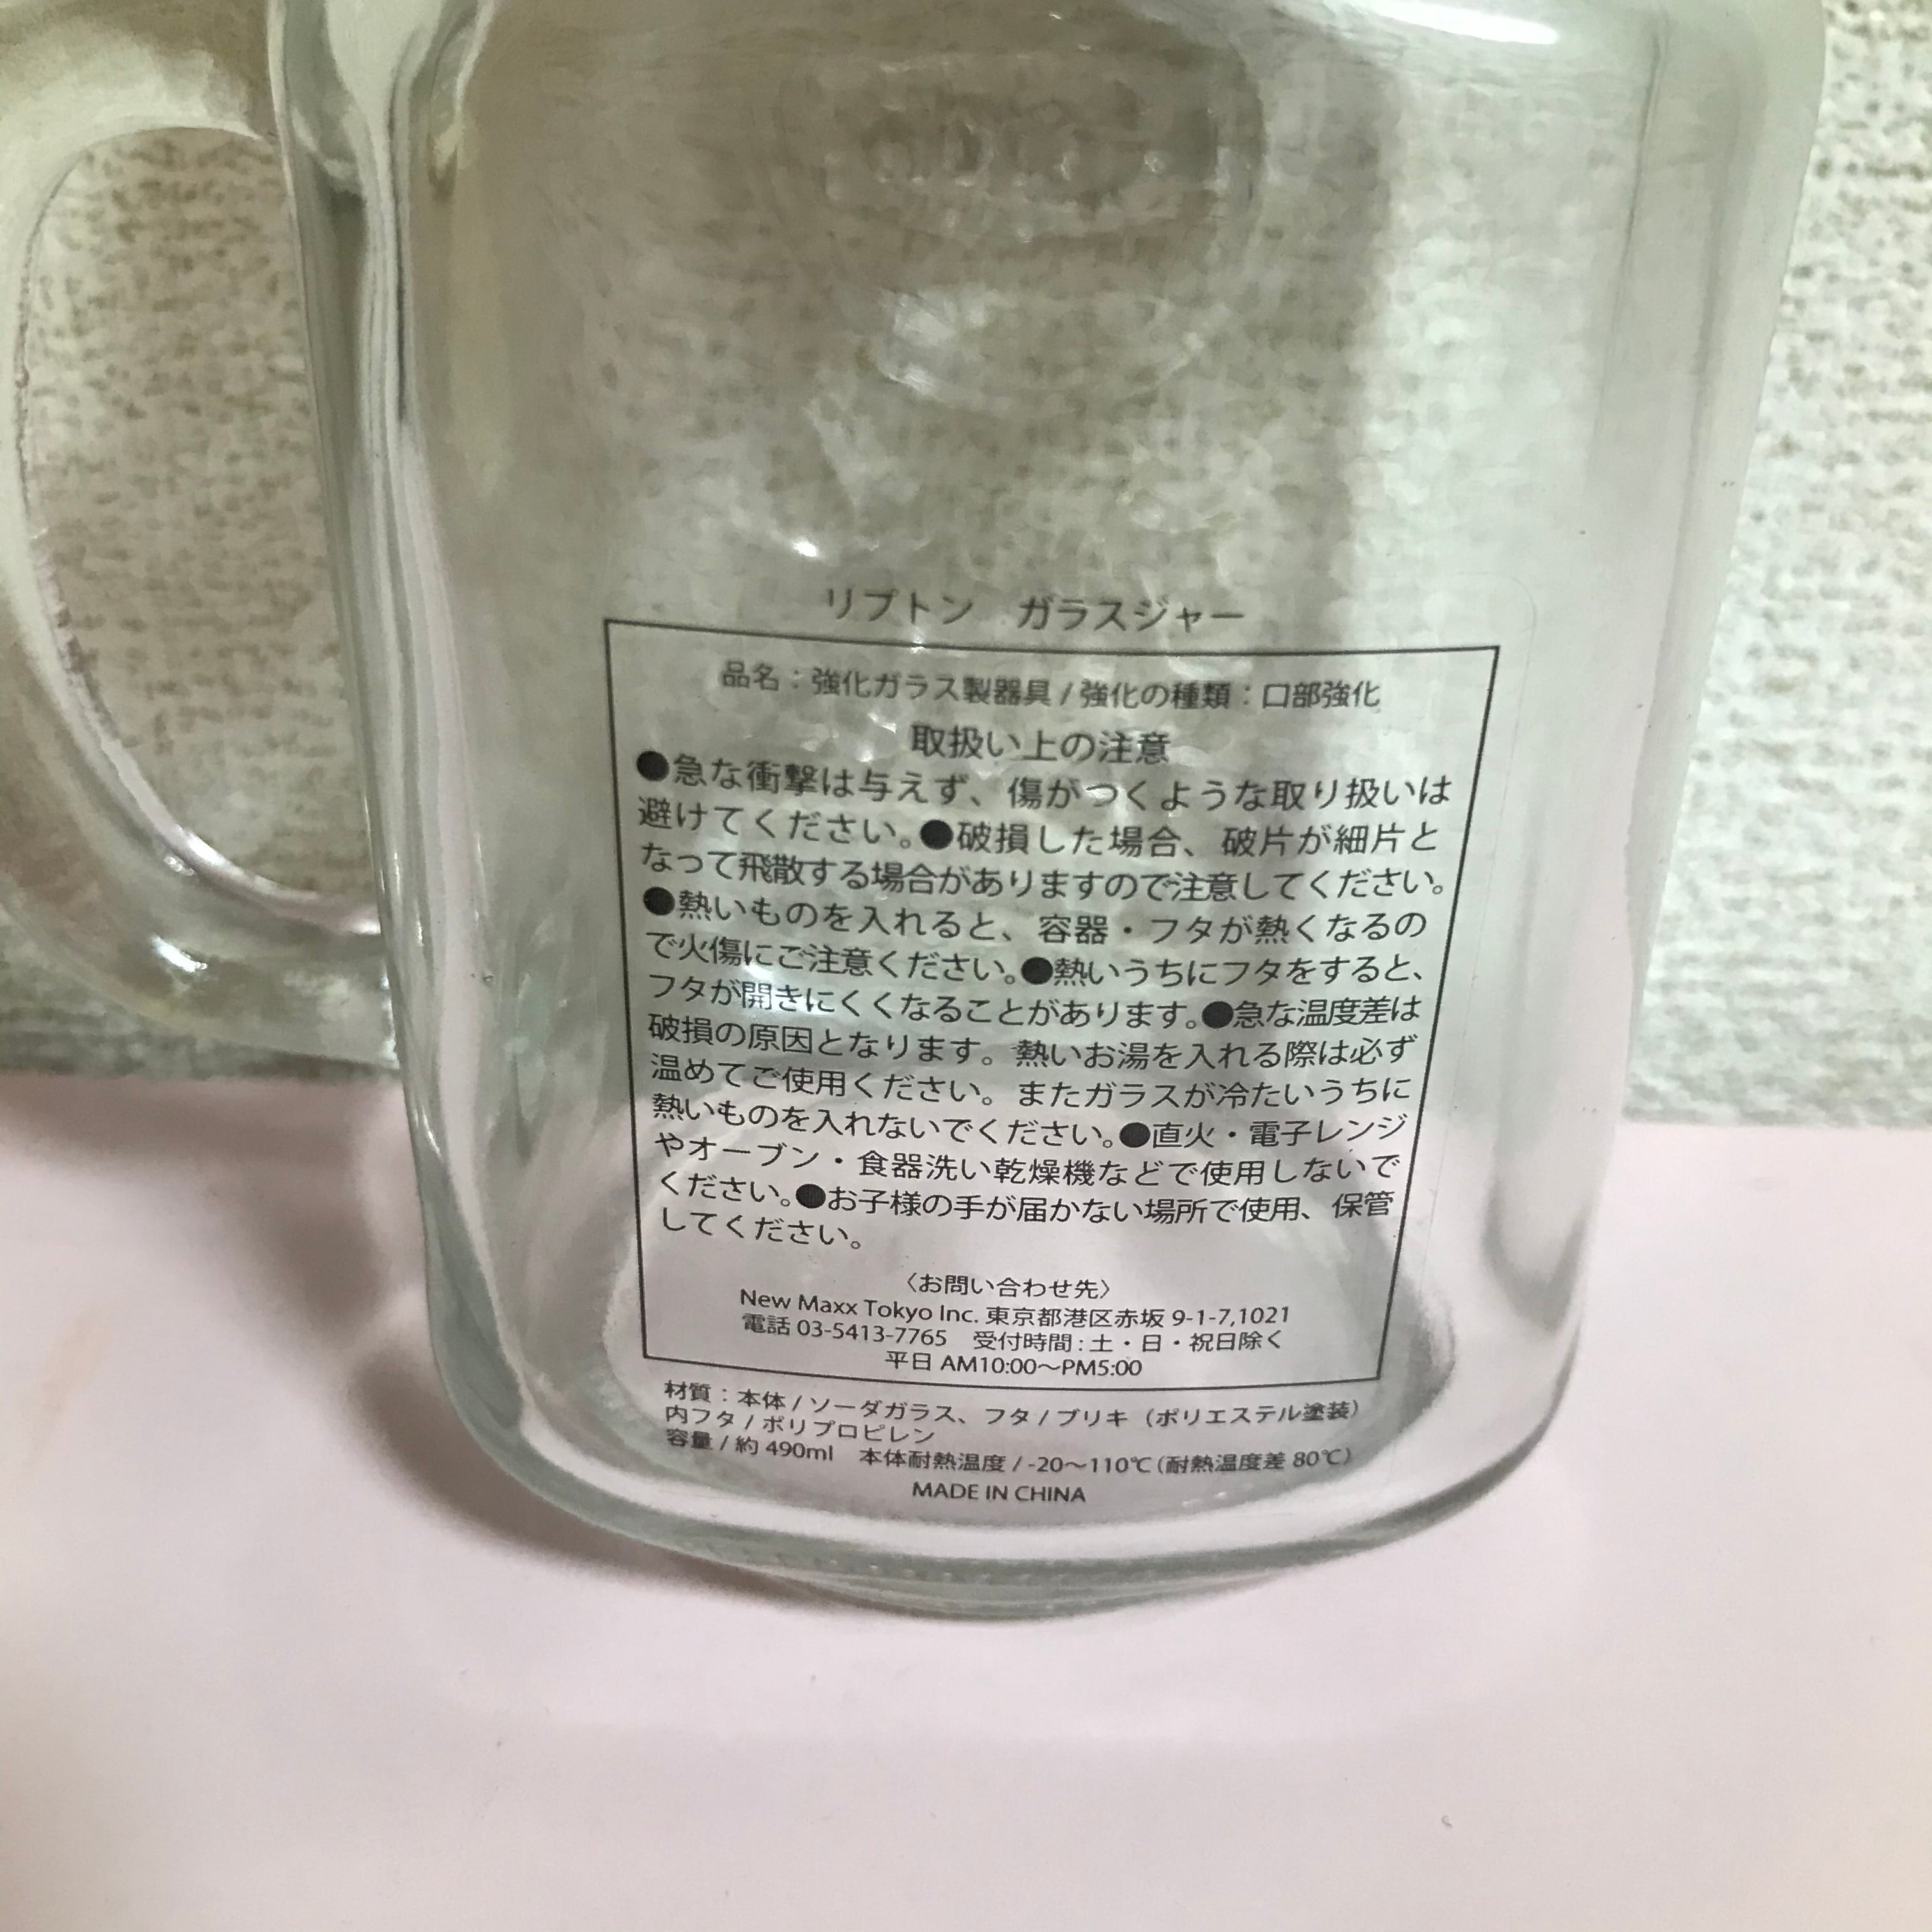 リプトン　ガラスジャー
品名：強化ガラス製器具 / 強化の種類：口部強化
取扱い上の注意
●急な衝撃は与えず、傷がつくような取り扱いは
避けてください。●破損した場合、破片が細片と
なって飛散する場合がありますので注意してください。
●熱いものを入れると、容器・フタが熱くなるの
で火傷にご注意ください。●熱いうちにフタをすると、
フタが開きにくくなることがあります。●急な温度差は
破損の原因となります。熱いお湯を入れる際は必ず
温めてご使用ください。またガラスが冷たいうちに
熱いものを入れないでください。●直火・電子レンジ
やオーブン・食器洗い乾燥機などで使用しないで
ください。●お子様の手が届かない場所で使用、保管
してください。
〈お問い合わせ先〉
New Maxx Tokyo Inc. 東京都港区赤坂 9-1-7,1021
電話 03-5413-7765　受付時間 : 土・日・祝日除く
平日 AM10:00〜PM5:00
材質：本体 / ソーダガラス、フタ / ブリキ（ポリエステル塗装）
内フタ / ポリプロピレン
容量 / 約 490ml　本体耐熱温度 / -20〜110℃（耐熱温度差 80℃）
MADE IN CHINA